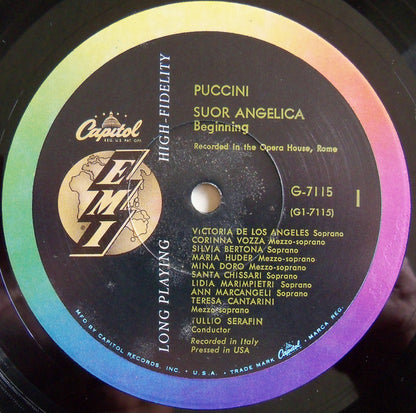 PUCCINI
SUOR ANGELICA
Beginning
Recorded in the Opera House, Rome
Capitol
REG. U.S. PAT. OFF.
EMI
LONG PLAYING HIGH-FIDELITY
G-7115
(G1-7115)
1
VICTORIA DE LOS ANGELES Soprano
CORINNA VOZZA Mezzo-soprano
SILVIA BERTONA Soprano
MARIA HUDER Mezzo-soprano
MINA DORO Mezzo-soprano
SANTA CHISSARI Soprano
LIDIA MARIMPIETRI Soprano
ANN MARCANGELI Soprano
TERESA CANTARINI
Mezzo-soprano
TULLIO SERAFIN
Conductor
Recorded in Italy
Pressed in USA
MFG. BY CAPITOL RECORDS, INC. • U.S.A. • TRADE MARK Capitol MARCA REG.